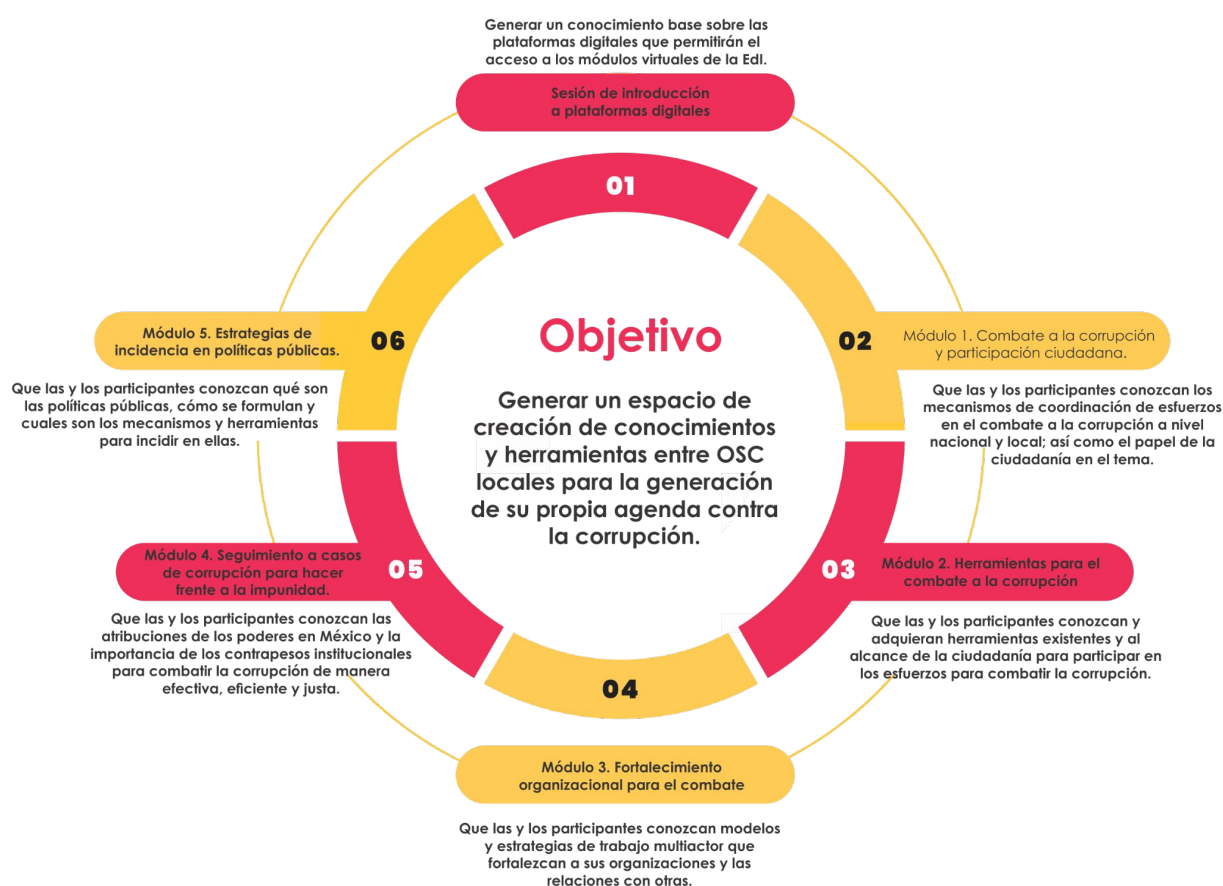 Generar un conocimiento base sobre las
plataformas digitales que permitirán el
acceso a los módulos virtuales de la EdI.
Sesión de introducción
a plataformas digitales
01
02
Módulo 1. Combate a la corrupción
y participación ciudadana.
Que las y los participantes conozcan los
mecanismos de coordinación de esfuerzos
en el combate a la corrupción a nivel
nacional y local; así como el papel de la
ciudadanía en el tema.
03
Módulo 2. Herramientas para el
combate a la corrupción
Que las y los participantes conozcan y
adquieran herramientas existentes y al
alcance de la ciudadanía para participar en
los esfuerzos para combatir la corrupción.
04
Módulo 3. Fortalecimiento
organizacional para el combate
Que las y los participantes conozcan modelos
y estrategias de trabajo multiactor que
fortalezcan a sus organizaciones y las
relaciones con otras.
05
Módulo 4. Seguimiento a casos
de corrupción para hacer
frente a la impunidad.
Que las y los participantes conozcan las
atribuciones de los poderes en México y la
importancia de los contrapesos institucionales
para combatir la corrupción de manera
efectiva, eficiente y justa.
06
Módulo 5. Estrategias de
incidencia en políticas públicas.
Que las y los participantes conozcan qué son
las políticas públicas, cómo se formulan y
cuales son los mecanismos y herramientas
para incidir en ellas.
Objetivo
Generar un espacio de
creación de conocimientos
y herramientas entre OSC
locales para la generación
de su propia agenda contra
la corrupción.